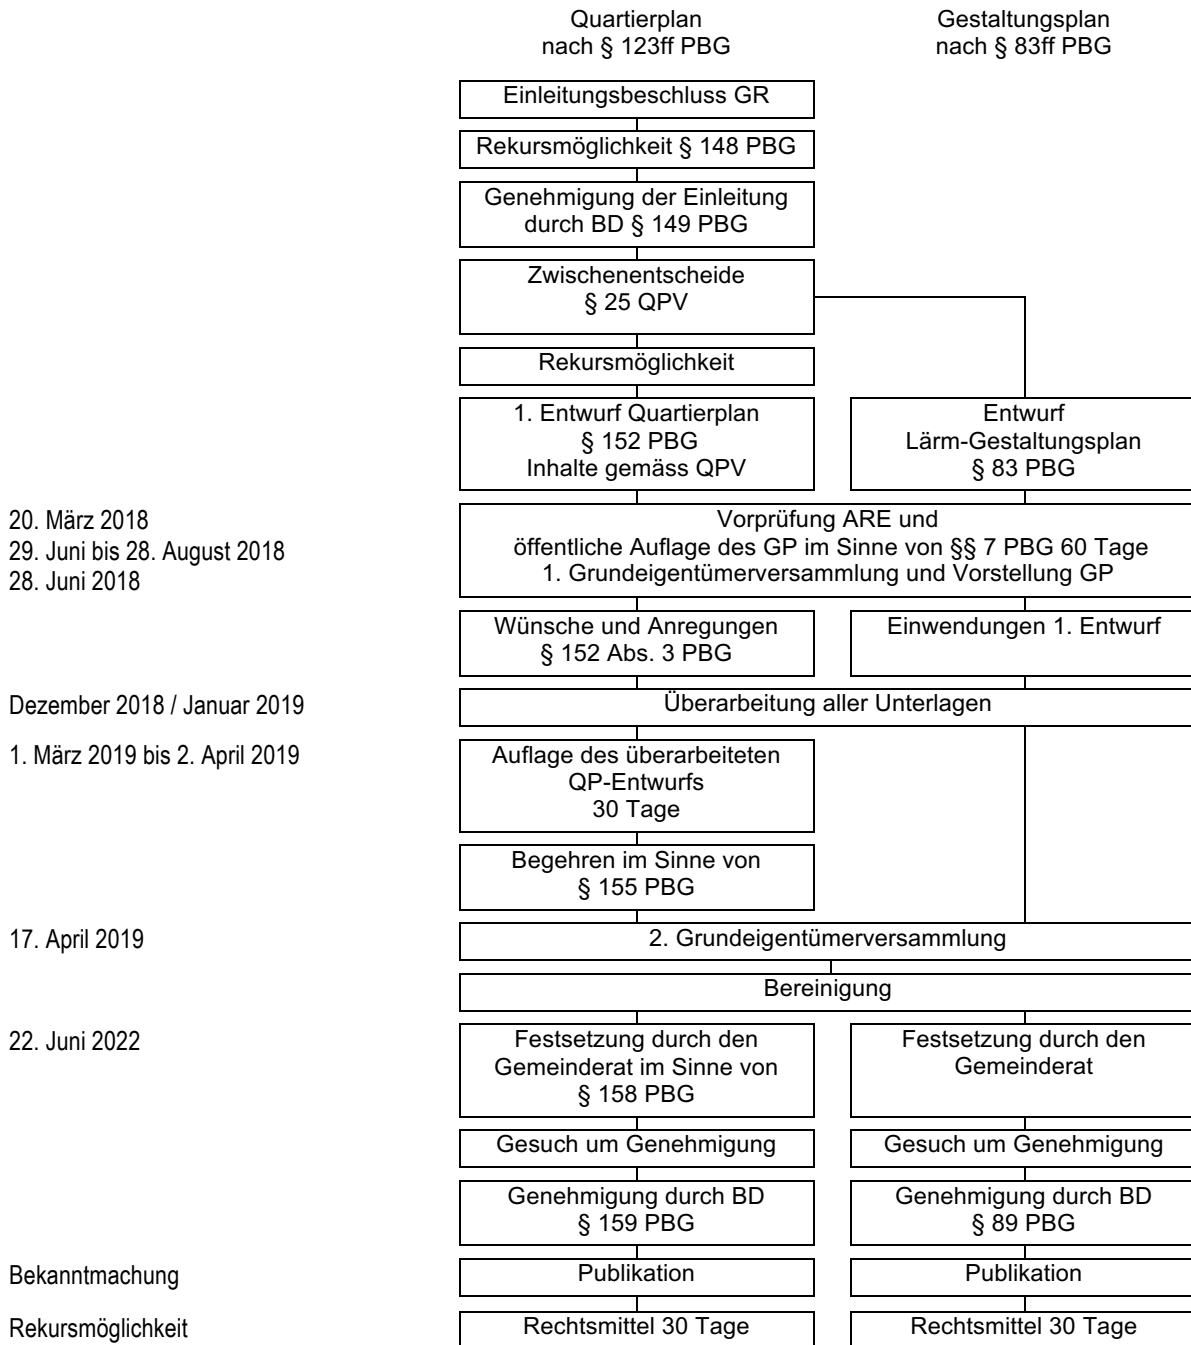 Quartierplan
nach § 123ff PBG
Gestaltungsplan
nach § 83ff PBG
Einleitungsbeschluss GR
Rekursmöglichkeit § 148 PBG
Genehmigung der Einleitung
durch BD § 149 PBG
Zwischenentscheide
§ 25 QPV
Rekursmöglichkeit
1. Entwurf Quartierplan
§ 152 PBG
Inhalte gemäss QPV
Entwurf
Lärm-Gestaltungsplan
§ 83 PBG
20. März 2018
29. Juni bis 28. August 2018
28. Juni 2018
Vorprüfung ARE und
öffentliche Auflage des GP im Sinne von §§ 7 PBG 60 Tage
1. Grundeigentümerversammlung und Vorstellung GP
Wünsche und Anregungen
§ 152 Abs. 3 PBG
Einwendungen 1. Entwurf
Dezember 2018 / Januar 2019
Überarbeitung aller Unterlagen
1. März 2019 bis 2. April 2019
Auflage des überarbeiteten
QP-Entwurfs
30 Tage
Begehren im Sinne von
§ 155 PBG
17. April 2019
2. Grundeigentümerversammlung
Bereinigung
22. Juni 2022
Festsetzung durch den
Gemeinderat im Sinne von
§ 158 PBG
Festsetzung durch den
Gemeinderat
Gesuch um Genehmigung
Gesuch um Genehmigung
Genehmigung durch BD
§ 159 PBG
Genehmigung durch BD
§ 89 PBG
Bekanntmachung
Publikation
Publikation
Rekursmöglichkeit
Rechtsmittel 30 Tage
Rechtsmittel 30 Tage